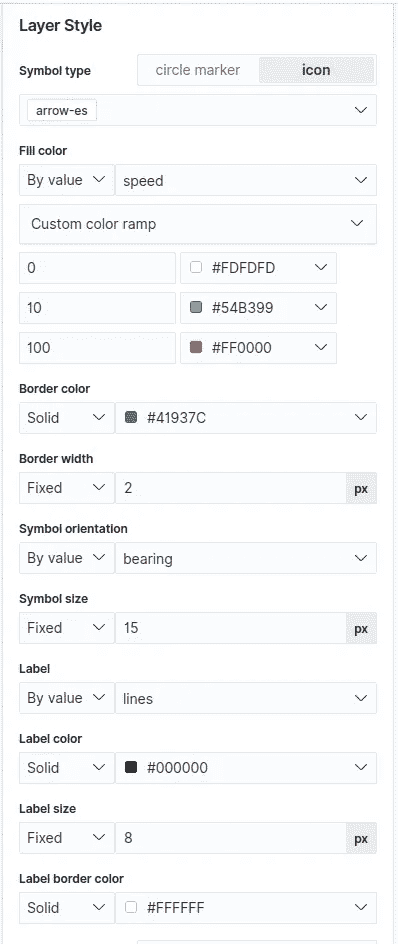 Layer Style
Symbol type circle marker icon
arrow-es
Fill color
By value speed
Custom color ramp
0 #FDFDFD
10 #54B399
100 #FF0000
Border color
Solid #41937C
Border width
Fixed 2 px
Symbol orientation
By value bearing
Symbol size
Fixed 15 px
Label
By value lines
Label color
Solid #000000
Label size
Fixed 8 px
Label border color
Solid #FFFFFF